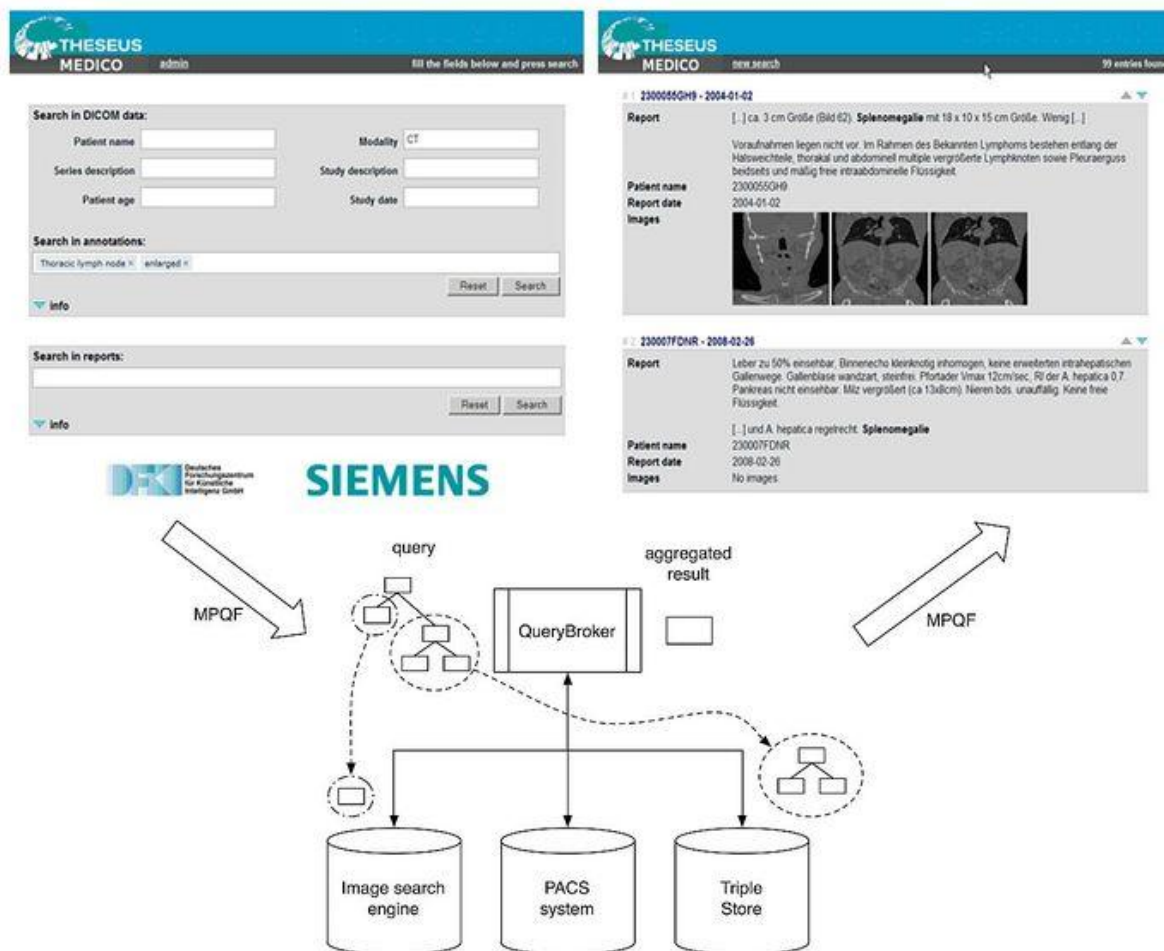 THESEUS
MEDICO admin fill the fields below and press search
Search in DICOM data:
Patient name
Modality CT
Series description
Study description
Patient age
Study date
Search in annotations:
Thoracic lymph node × enlarged ×
Reset Search
info
Search in reports:
Reset Search
info
DFKI Deutsches
Forschungszentrum
für Künstliche
Intelligenz GmbH
SIEMENS
THESEUS
MEDICO new search 99 entries found
# 1 2300055GH9 - 2004-01-02
Report [...] ca. 3 cm Größe (Bild 62). Splenomegalie mit 18 x 10 x 15 cm Größe. Wenig [...]
Voraufnahmen liegen nicht vor. Im Rahmen des Bekannten Lymphoms bestehen entlang der
Halsweichteile, thorakal und abdominell multiple vergrößerte Lymphknoten sowie Pleuraerguss
beidseits und mäßig freie intraabdominelle Flüssigkeit
Patient name 2300055GH9
Report date 2004-01-02
Images
# 2 230007FDNR - 2008-02-26
Report Leber zu 50% einsehbar, Binnenecho kleinknotig inhomogen, keine erweiterten intrahepatischen
Gallenwege. Gallenblase wandzart, steinfrei. Pfortader Vmax 12cm/sec, RI der A. hepatica 0,7.
Pankreas nicht einsehbar. Milz vergrößert (ca 13x8cm). Nieren bds. unauffällig. Keine freie
Flüssigkeit.
[...] und A. hepatica regelrecht. Splenomegalie
Patient name 230007FDNR
Report date 2008-02-26
Images No images
MPQF
query
QueryBroker
aggregated
result
MPQF
Image search
engine
PACS
system
Triple
Store